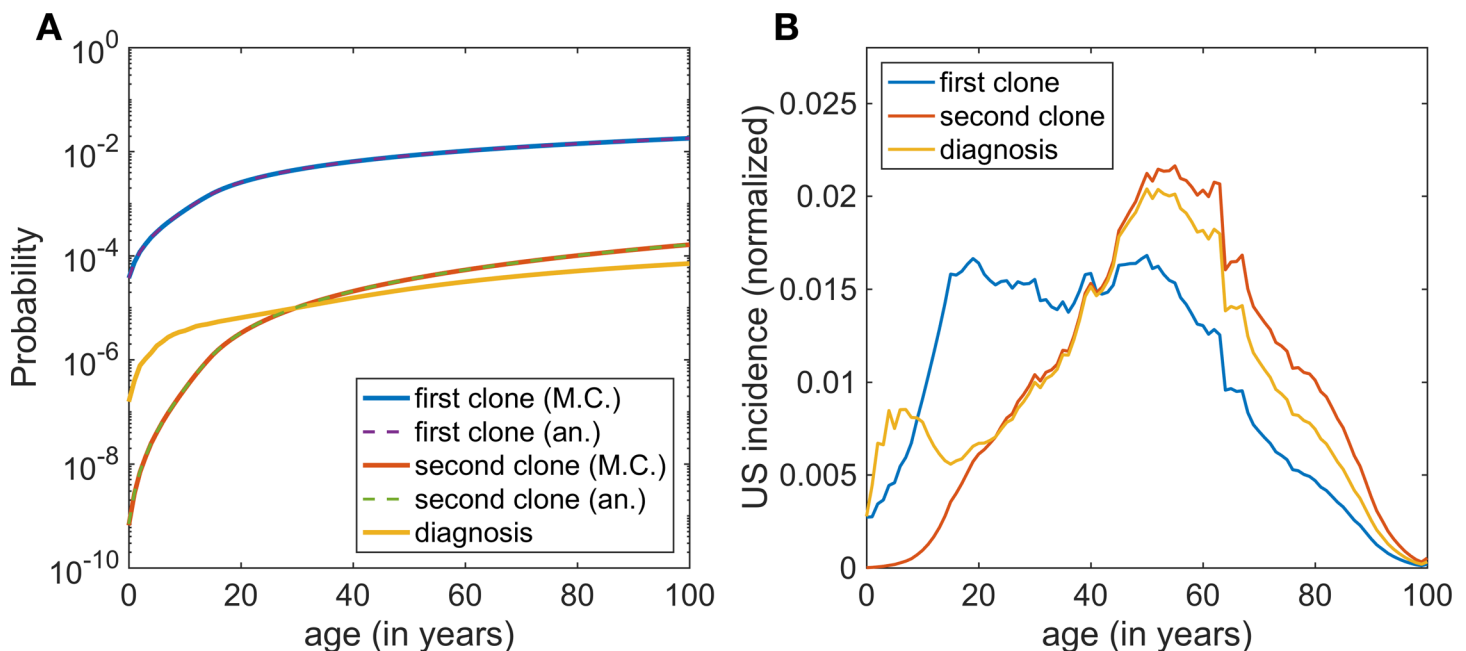 A
10^0
10^-2
10^-4
10^-6
10^-8
10^-10
Probability
0 20 40 60 80 100
age (in years)
first clone (M.C.)
first clone (an.)
second clone (M.C.)
second clone (an.)
diagnosis
B
0.025
0.02
0.015
0.01
0.005
0
US incidence (normalized)
0 20 40 60 80 100
age (in years)
first clone
second clone
diagnosis